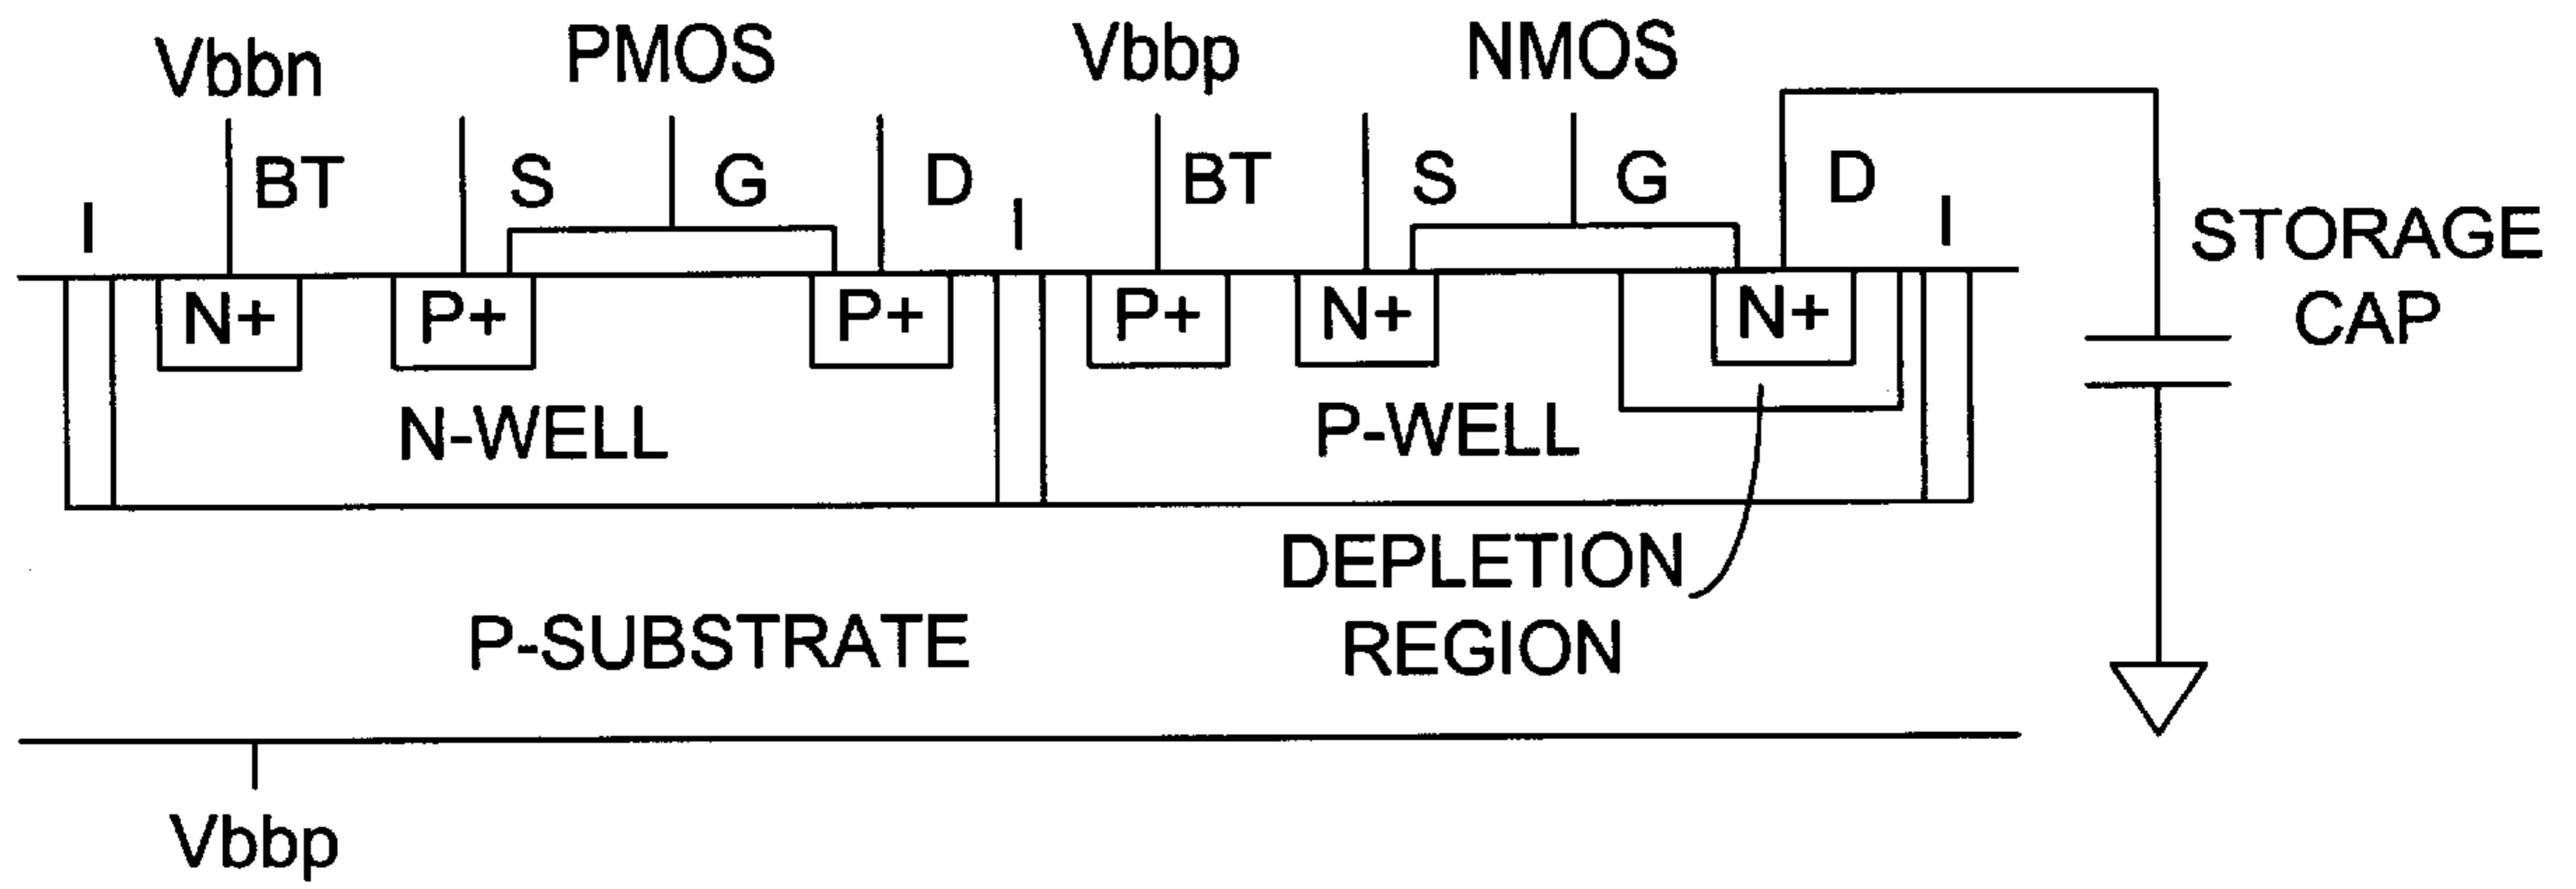 Vbbn PMOS Vbbp NMOS
I BT S G D I BT S G D I
STORAGE
CAP
N+ P+ P+ P+ N+ N+
N-WELL P-WELL
DEPLETION
REGION
P-SUBSTRATE
Vbbp